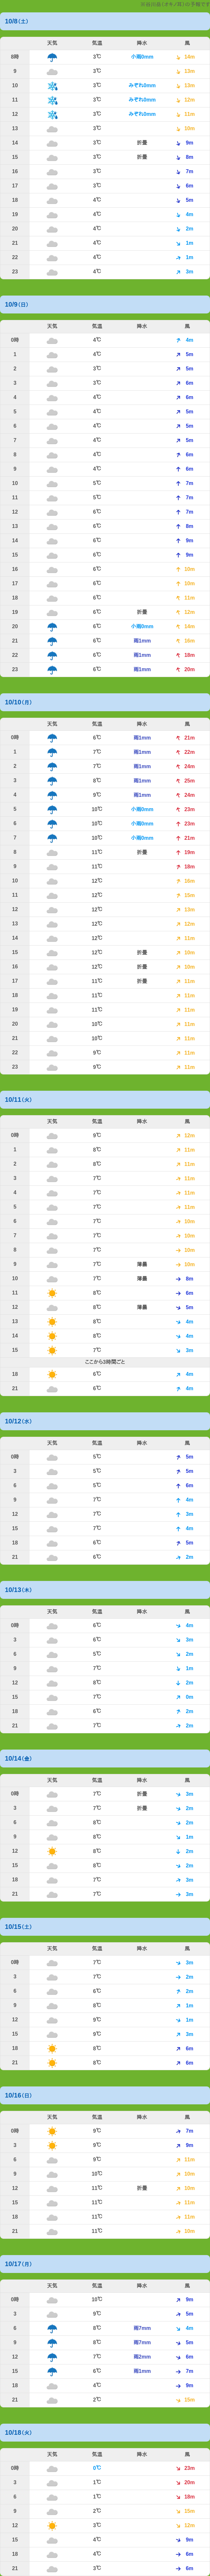 10/8(土)
天気 気温 降水 風
8時 3℃ 小雨0mm 14m
9 3℃ 13m
10 3℃ みぞれ0mm 13m
11 3℃ みぞれ0mm 12m
12 3℃ みぞれ0mm 11m
13 3℃ 10m
14 3℃ 折曇 9m
15 3℃ 折曇 8m
16 3℃ 7m
17 3℃ 6m
18 4℃ 5m
19 4℃ 4m
20 4℃ 2m
21 4℃ 1m
22 4℃ 1m
23 4℃ 3m
10/9(日)
天気 気温 降水 風
0時 4℃ 4m
1 4℃ 5m
2 3℃ 5m
3 3℃ 6m
4 4℃ 6m
5 4℃ 5m
6 4℃ 5m
7 4℃ 5m
8 4℃ 6m
9 4℃ 6m
10 5℃ 7m
11 5℃ 7m
12 6℃ 7m
13 6℃ 8m
14 6℃ 9m
15 6℃ 9m
16 6℃ 10m
17 6℃ 10m
18 6℃ 11m
19 6℃ 折曇 12m
20 6℃ 小雨0mm 14m
21 6℃ 雨1mm 16m
22 6℃ 雨1mm 18m
23 6℃ 雨1mm 20m
10/10(月)
天気 気温 降水 風
0時 6℃ 雨1mm 21m
1 7℃ 雨1mm 22m
2 7℃ 雨1mm 24m
3 8℃ 雨1mm 25m
4 9℃ 雨1mm 24m
5 10℃ 小雨0mm 23m
6 10℃ 小雨0mm 23m
7 10℃ 小雨0mm 21m
8 11℃ 折曇 19m
9 11℃ 18m
10 12℃ 16m
11 12℃ 15m
12 12℃ 13m
13 12℃ 12m
14 12℃ 11m
15 12℃ 折曇 10m
16 12℃ 折曇 10m
17 11℃ 折曇 11m
18 11℃ 11m
19 11℃ 11m
20 10℃ 11m
21 10℃ 11m
22 9℃ 11m
23 9℃ 11m
10/11(火)
天気 気温 降水 風
0時 9℃ 12m
1 8℃ 11m
2 8℃ 11m
3 7℃ 11m
4 7℃ 11m
5 7℃ 11m
6 7℃ 10m
7 7℃ 10m
8 7℃ 10m
9 7℃ 薄曇 10m
10 7℃ 薄曇 8m
11 8℃ 6m
12 8℃ 薄曇 5m
13 8℃ 4m
14 8℃ 4m
15 7℃ 3m
ここから3時間ごと
18 6℃ 4m
21 6℃ 4m
10/12(水)
天気 気温 降水 風
0時 5℃ 5m
3 5℃ 5m
6 5℃ 6m
9 7℃ 4m
12 7℃ 3m
15 7℃ 4m
18 6℃ 5m
21 6℃ 2m
10/13(木)
天気 気温 降水 風
0時 6℃ 4m
3 6℃ 3m
6 5℃ 2m
9 7℃ 1m
12 8℃ 2m
15 7℃ 0m
18 6℃ 2m
21 7℃ 2m
10/14(金)
天気 気温 降水 風
0時 7℃ 折曇 3m
3 7℃ 折曇 2m
6 8℃ 2m
9 8℃ 1m
12 8℃ 2m
15 8℃ 2m
18 7℃ 3m
21 7℃ 3m
10/15(土)
天気 気温 降水 風
0時 7℃ 3m
3 7℃ 2m
6 6℃ 2m
9 8℃ 1m
12 9℃ 1m
15 9℃ 3m
18 8℃ 6m
21 8℃ 6m
10/16(日)
天気 気温 降水 風
0時 9℃ 7m
3 9℃ 9m
6 9℃ 11m
9 10℃ 10m
12 11℃ 折曇 10m
15 11℃ 11m
18 11℃ 11m
21 11℃ 10m
10/17(月)
天気 気温 降水 風
0時 10℃ 9m
3 9℃ 5m
6 8℃ 雨7mm 4m
9 8℃ 雨7mm 5m
12 7℃ 雨2mm 6m
15 6℃ 雨1mm 7m
18 4℃ 9m
21 2℃ 15m
10/18(火)
天気 気温 降水 風
0時 0℃ 23m
3 1℃ 20m
6 1℃ 18m
9 2℃ 15m
12 3℃ 12m
15 4℃ 9m
18 4℃ 6m
21 3℃ 6m